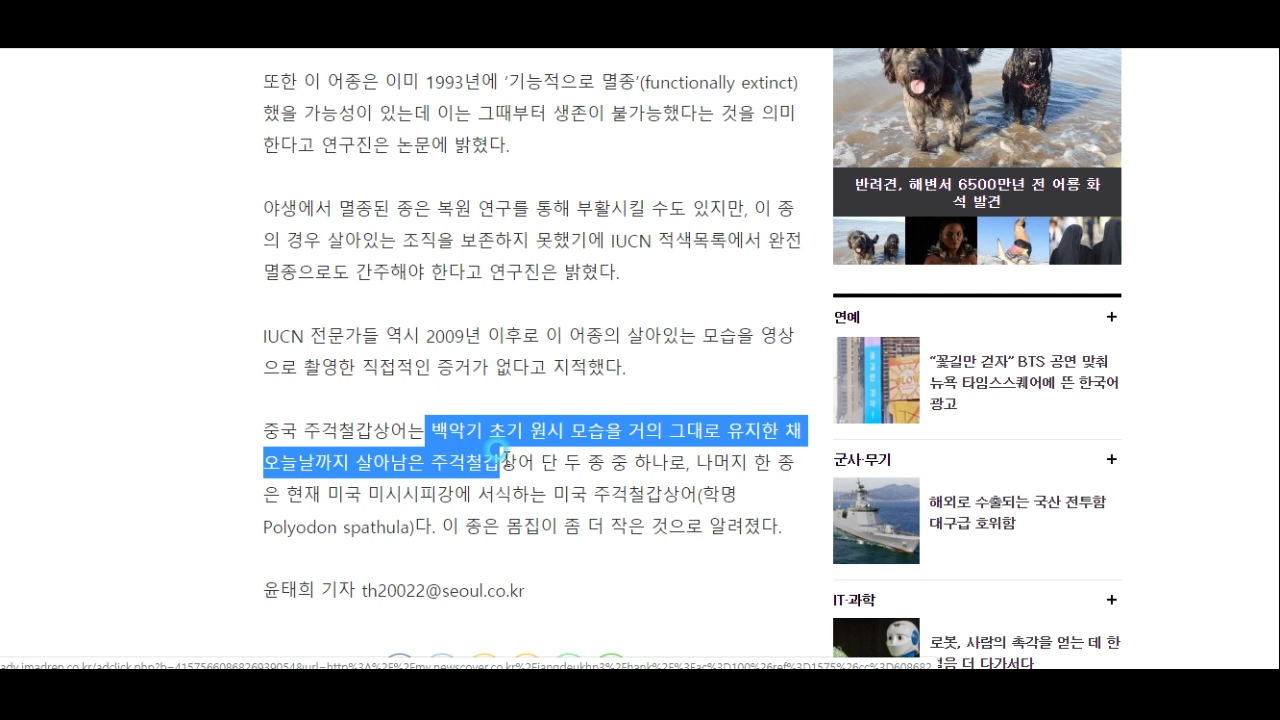 또한 이 어종은 이미 1993년에 ‘기능적으로 멸종’(functionally extinct)
했을 가능성이 있는데 이는 그때부터 생존이 불가능했다는 것을 의미
한다고 연구진은 논문에 밝혔다.
야생에서 멸종된 종은 복원 연구를 통해 부활시킬 수도 있지만, 이 종
의 경우 살아있는 조직을 보존하지 못했기에 IUCN 적색목록에서 완전
멸종으로도 간주해야 한다고 연구진은 밝혔다.
IUCN 전문가들 역시 2009년 이후로 이 어종의 살아있는 모습을 영상
으로 촬영한 직접적인 증거가 없다고 지적했다.
중국 주걱철갑상어는 백악기 초기 원시 모습을 거의 그대로 유지한 채
오늘날까지 살아남은 주걱철갑상어 단 두 종 중 하나로, 나머지 한 종
은 현재 미국 미시시피강에 서식하는 미국 주걱철갑상어(학명
Polyodon spathula)다. 이 종은 몸집이 좀 더 작은 것으로 알려졌다.
윤태희 기자 th20022@seoul.co.kr
반려견, 해변서 6500만년 전 어룡 화
석 발견
연예 +
“꽃길만 걷자” BTS 공연 맞춰
뉴욕 타임스스퀘어에 뜬 한국어
광고
군사·무기 +
해외로 수출되는 국산 전투함
대구급 호위함
IT·과학 +
로봇, 사람의 촉각을 얻는 데 한
걸음 더 다가서다